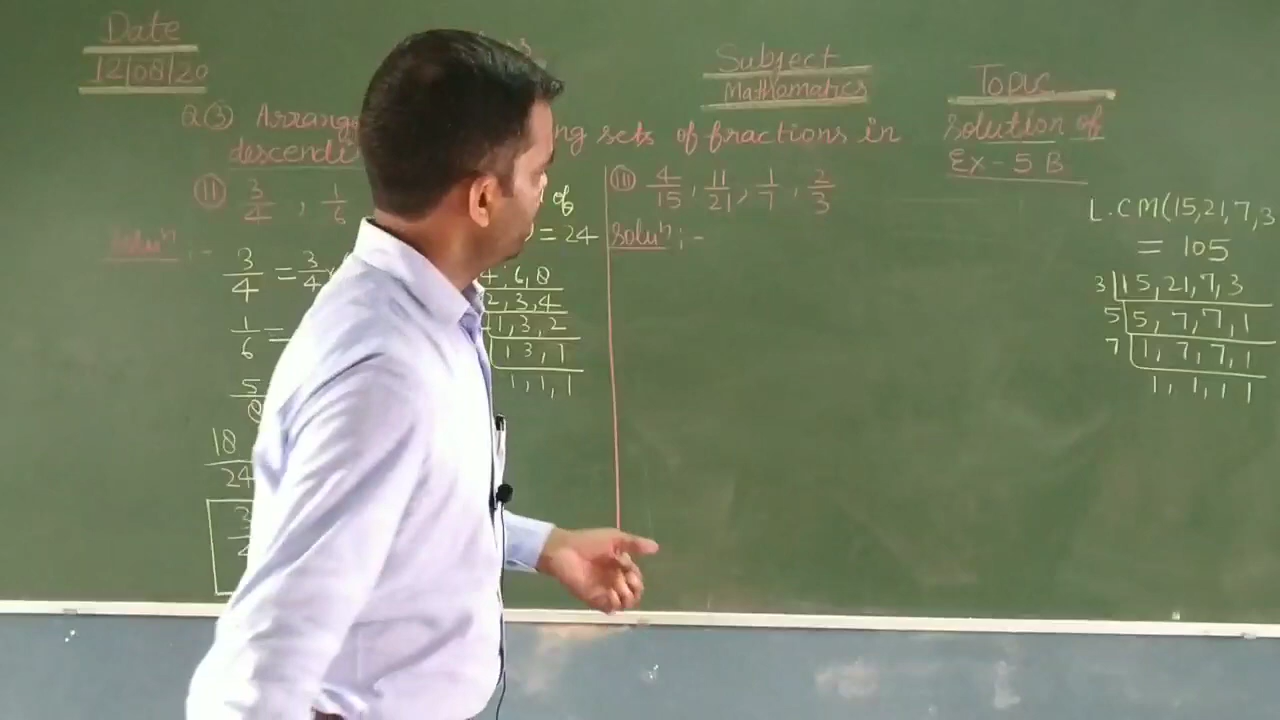 Date
12/08/20
Subject
Mathematics
Topic
Solution of
Ex - 5 B
Q(3) Arrange ng sets of fractions in
descendi
(ii) 3/4 , 1/6
of
= 24
Solu^n :-
3/4 = 3/4
1/6 =
5
18
24
4, 6, 8
2, 3, 4
1, 3, 2
1 3, 1
1, 1, 1
(iii) 4/15 , 11/21 , 1/7 , 2/3
Solu^n :-
L.CM(15,21,7,3
= 105
3 | 15, 21, 7, 3
5 | 5, 7, 7, 1
7 | 1, 7, 7, 1
1, 1, 1 1